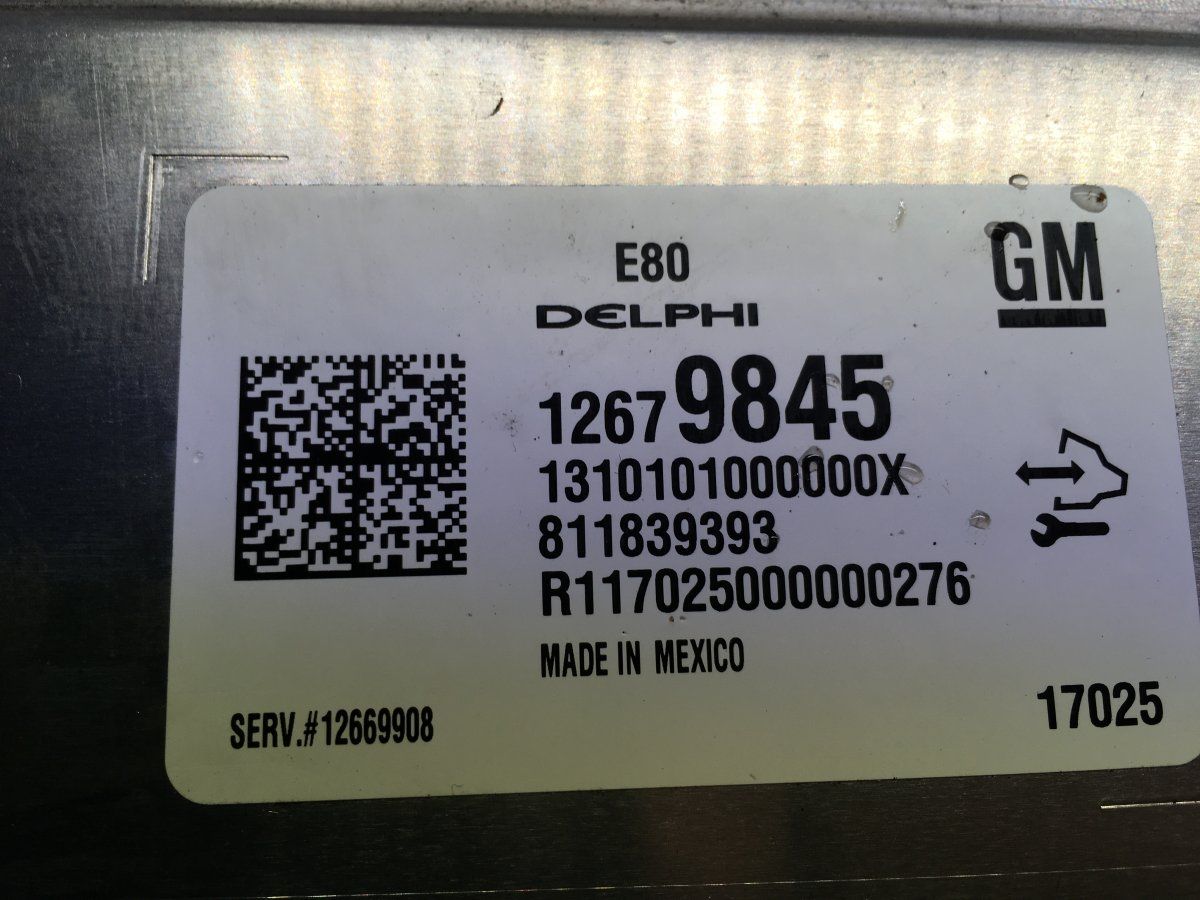 E80
GM
DELPHI
12679845
1310101000000X
811839393
R117025000000276
MADE IN MEXICO
17025
SERV.#12669908